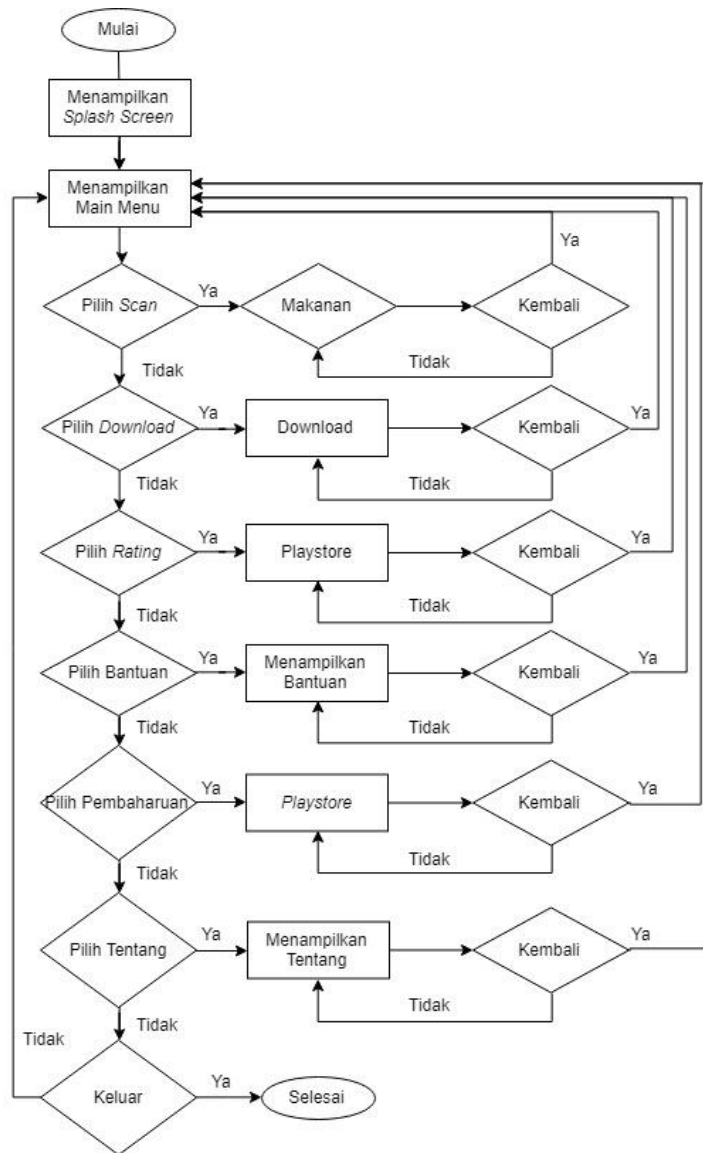 Mulai
Menampilkan
Splash Screen
Menampilkan
Main Menu
Ya
Pilih Scan
Ya
Makanan
Kembali
Tidak
Tidak
Pilih Download
Ya
Download
Kembali
Ya
Tidak
Tidak
Pilih Rating
Ya
Playstore
Kembali
Ya
Tidak
Tidak
Pilih Bantuan
Ya
Menampilkan
Bantuan
Kembali
Ya
Tidak
Tidak
Pilih Pembaharuan
Ya
Playstore
Kembali
Ya
Tidak
Tidak
Pilih Tentang
Ya
Menampilkan
Tentang
Kembali
Ya
Tidak
Tidak
Tidak
Keluar
Ya
Selesai